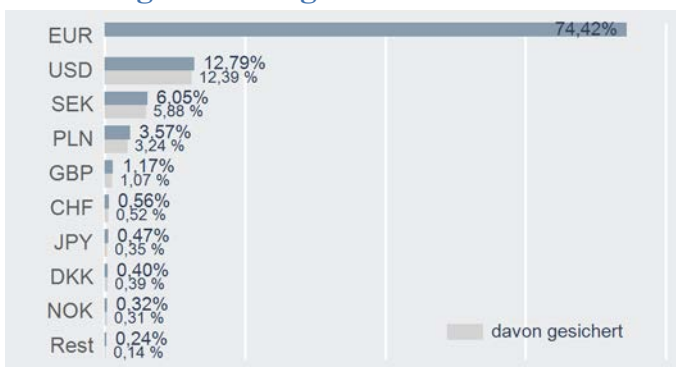 EUR 74,42%
USD 12,79%
12,39 %
SEK 6,05%
5,88 %
PLN 3,57%
3,24 %
GBP 1,17%
1,07 %
CHF 0,56%
0,52 %
JPY 0,47%
0,35 %
DKK 0,40%
0,39 %
NOK 0,32%
0,31 %
davon gesichert
Rest 0,24%
0,14 %